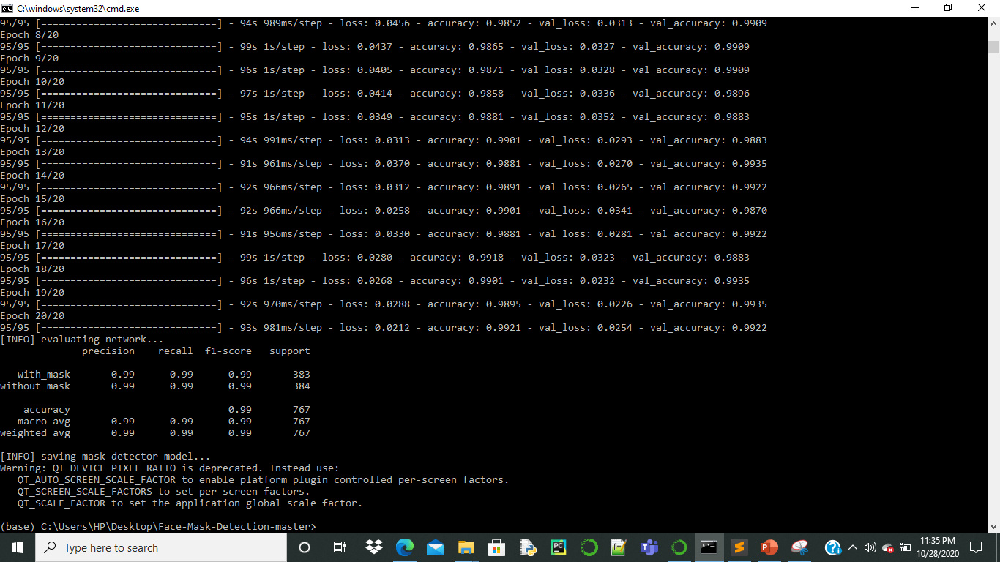 C:\windows\system32\cmd.exe
95/95 [==============================] - 94s 989ms/step - loss: 0.0456 - accuracy: 0.9852 - val_loss: 0.0313 - val_accuracy: 0.9909
Epoch 8/20
95/95 [==============================] - 99s 1s/step - loss: 0.0437 - accuracy: 0.9865 - val_loss: 0.0327 - val_accuracy: 0.9909
Epoch 9/20
95/95 [==============================] - 96s 1s/step - loss: 0.0405 - accuracy: 0.9871 - val_loss: 0.0328 - val_accuracy: 0.9909
Epoch 10/20
95/95 [==============================] - 97s 1s/step - loss: 0.0414 - accuracy: 0.9858 - val_loss: 0.0336 - val_accuracy: 0.9896
Epoch 11/20
95/95 [==============================] - 95s 1s/step - loss: 0.0349 - accuracy: 0.9881 - val_loss: 0.0352 - val_accuracy: 0.9883
Epoch 12/20
95/95 [==============================] - 94s 991ms/step - loss: 0.0313 - accuracy: 0.9901 - val_loss: 0.0293 - val_accuracy: 0.9883
Epoch 13/20
95/95 [==============================] - 91s 961ms/step - loss: 0.0370 - accuracy: 0.9881 - val_loss: 0.0270 - val_accuracy: 0.9935
Epoch 14/20
95/95 [==============================] - 92s 966ms/step - loss: 0.0312 - accuracy: 0.9891 - val_loss: 0.0265 - val_accuracy: 0.9922
Epoch 15/20
95/95 [==============================] - 92s 966ms/step - loss: 0.0258 - accuracy: 0.9901 - val_loss: 0.0341 - val_accuracy: 0.9870
Epoch 16/20
95/95 [==============================] - 91s 956ms/step - loss: 0.0330 - accuracy: 0.9881 - val_loss: 0.0281 - val_accuracy: 0.9922
Epoch 17/20
95/95 [==============================] - 99s 1s/step - loss: 0.0280 - accuracy: 0.9918 - val_loss: 0.0323 - val_accuracy: 0.9883
Epoch 18/20
95/95 [==============================] - 96s 1s/step - loss: 0.0268 - accuracy: 0.9901 - val_loss: 0.0232 - val_accuracy: 0.9935
Epoch 19/20
95/95 [==============================] - 92s 970ms/step - loss: 0.0288 - accuracy: 0.9895 - val_loss: 0.0226 - val_accuracy: 0.9935
Epoch 20/20
95/95 [==============================] - 93s 981ms/step - loss: 0.0212 - accuracy: 0.9921 - val_loss: 0.0254 - val_accuracy: 0.9922
[INFO] evaluating network...
precision recall f1-score support
with_mask 0.99 0.99 0.99 383
without_mask 0.99 0.99 0.99 384
accuracy 0.99 767
macro avg 0.99 0.99 0.99 767
weighted avg 0.99 0.99 0.99 767
[INFO] saving mask detector model...
Warning: QT_DEVICE_PIXEL_RATIO is deprecated. Instead use:
QT_AUTO_SCREEN_SCALE_FACTOR to enable platform plugin controlled per-screen factors.
QT_SCREEN_SCALE_FACTORS to set per-screen factors.
QT_SCALE_FACTOR to set the application global scale factor.
(base) C:\Users\HP\Desktop\Face-Mask-Detection-master>
Type here to search
11:35 PM
10/28/2020